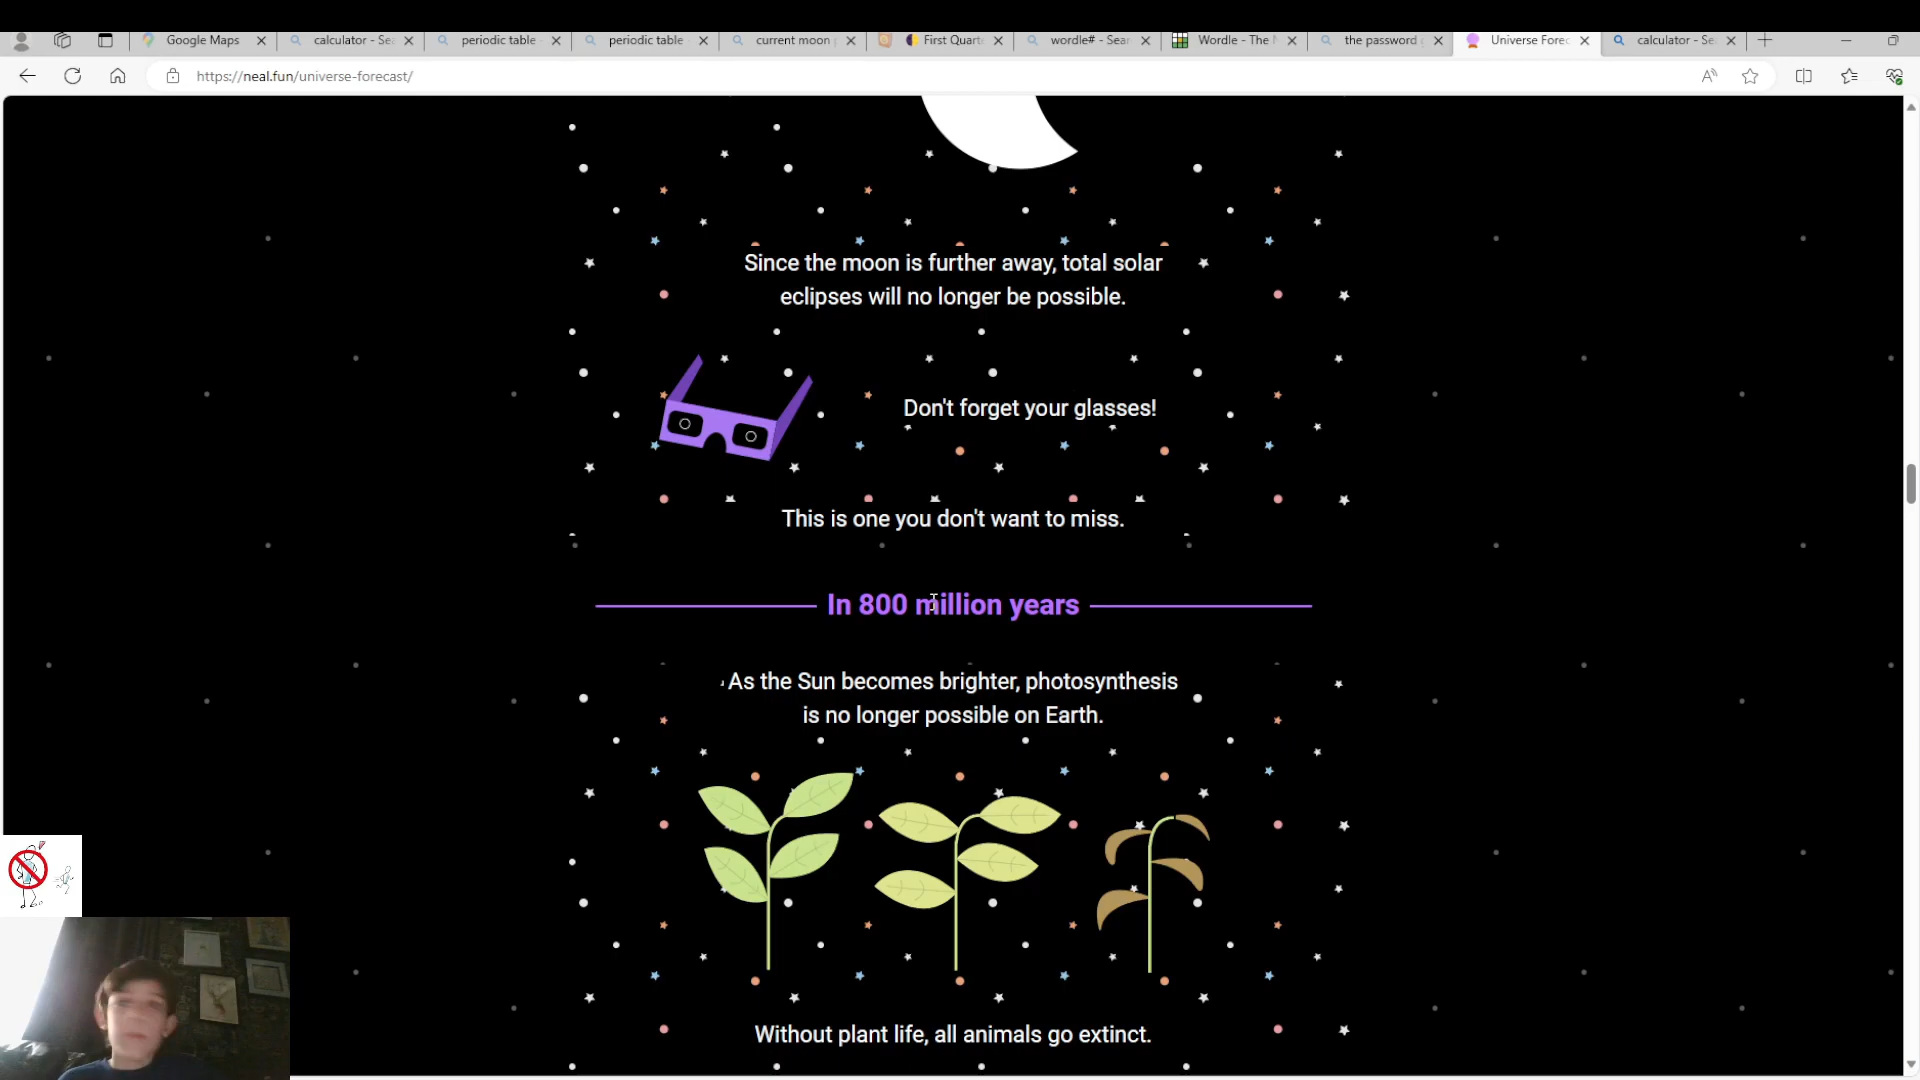 Google Maps
calculator - Sea
periodic table -
periodic table
current moon
First Quart
wordle# - Sear
Wordle - The
the password
Universe Forec
calculator - Se
https://neal.fun/universe-forecast/
Since the moon is further away, total solar
eclipses will no longer be possible.
Don't forget your glasses!
This is one you don't want to miss.
In 800 million years
As the Sun becomes brighter, photosynthesis
is no longer possible on Earth.
Without plant life, all animals go extinct.